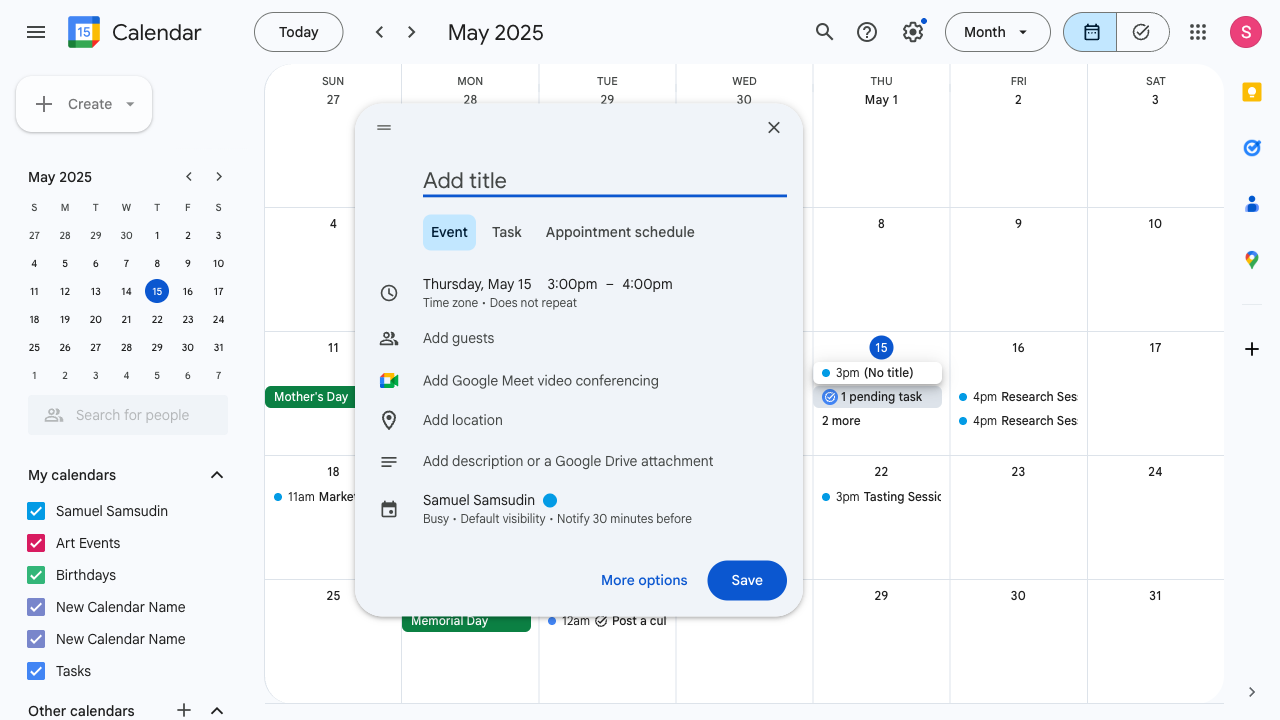 15
Calendar
Today
May 2025
Month
S
Create
May 2025
S M T W T F S
27 28 29 30 1 2 3
4 5 6 7 8 9 10
11 12 13 14 15 16 17
18 19 20 21 22 23 24
25 26 27 28 29 30 31
1 2 3 4 5 6 7
Search for people
My calendars
Samuel Samsudin
Art Events
Birthdays
New Calendar Name
New Calendar Name
Tasks
Other calendars
SUN MON TUE WED THU FRI SAT
27 28 29 30 May 1 2 3
4 8 9 10
11 15 16 17
Mother's Day
3pm (No title)
1 pending task
2 more
4pm Research Ses
4pm Research Ses
18 22 23 24
11am Marke
3pm Tasting Sessio
25 29 30 31
Memorial Day
12am Post a cul
Add title
Event Task Appointment schedule
Thursday, May 15 3:00pm – 4:00pm
Time zone • Does not repeat
Add guests
Add Google Meet video conferencing
Add location
Add description or a Google Drive attachment
Samuel Samsudin
Busy • Default visibility • Notify 30 minutes before
More options
Save